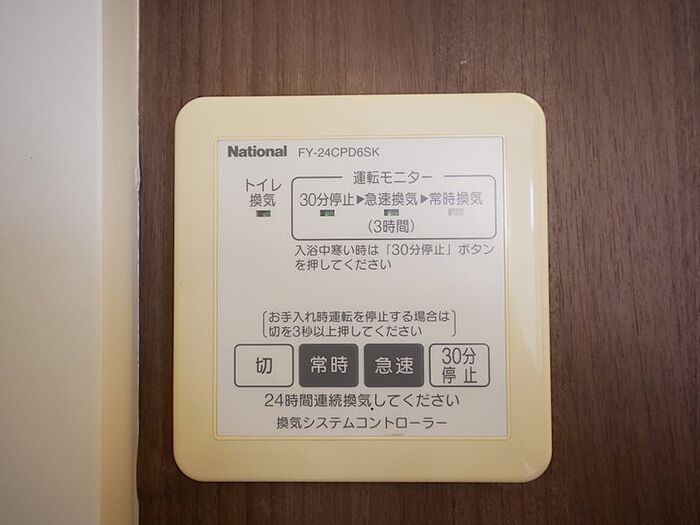 National FY-24CPD6SK
トイレ
換気
運転モニター
30分停止▶急速換気▶常時換気
(3時間)
入浴中寒い時は「30分停止」ボタン
を押してください
お手入れ時運転を停止する場合は
切を3秒以上押してください
切 常時 急速 30分
停止
24時間連続換気してください
換気システムコントローラー